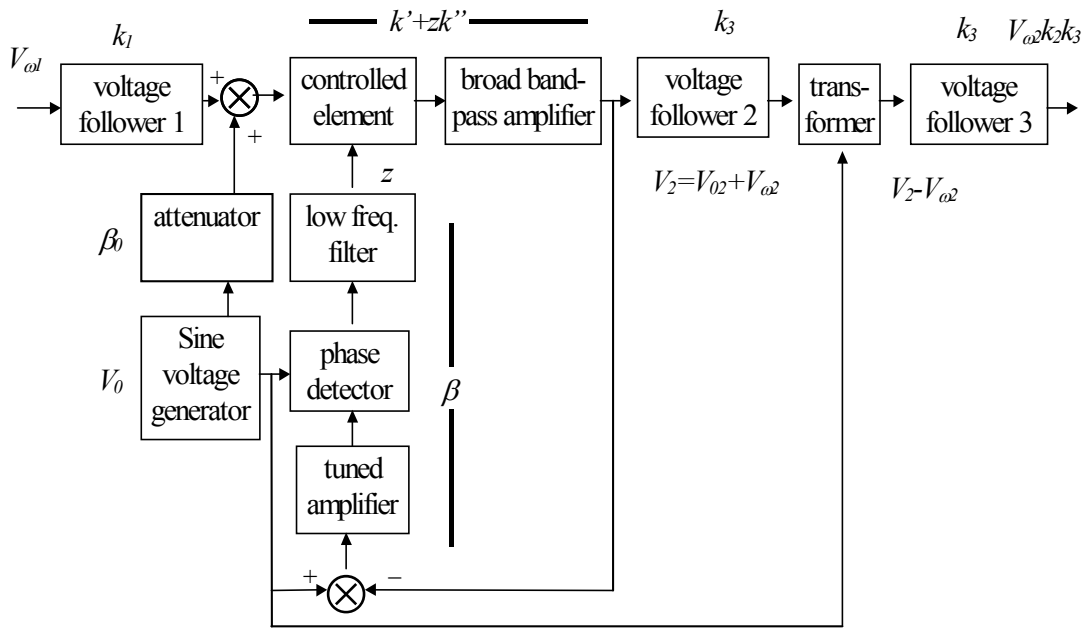 k'+zk''
k1
k3
k3
Vω2k2k3
Vω1
voltage
follower 1
+
+
controlled
element
broad band-
pass amplifier
voltage
follower 2
trans-
former
voltage
follower 3
z
V2=V02+Vω2
V2-Vω2
β0
attenuator
low freq.
filter
V0
Sine
voltage
generator
phase
detector
β
tuned
amplifier
+
−